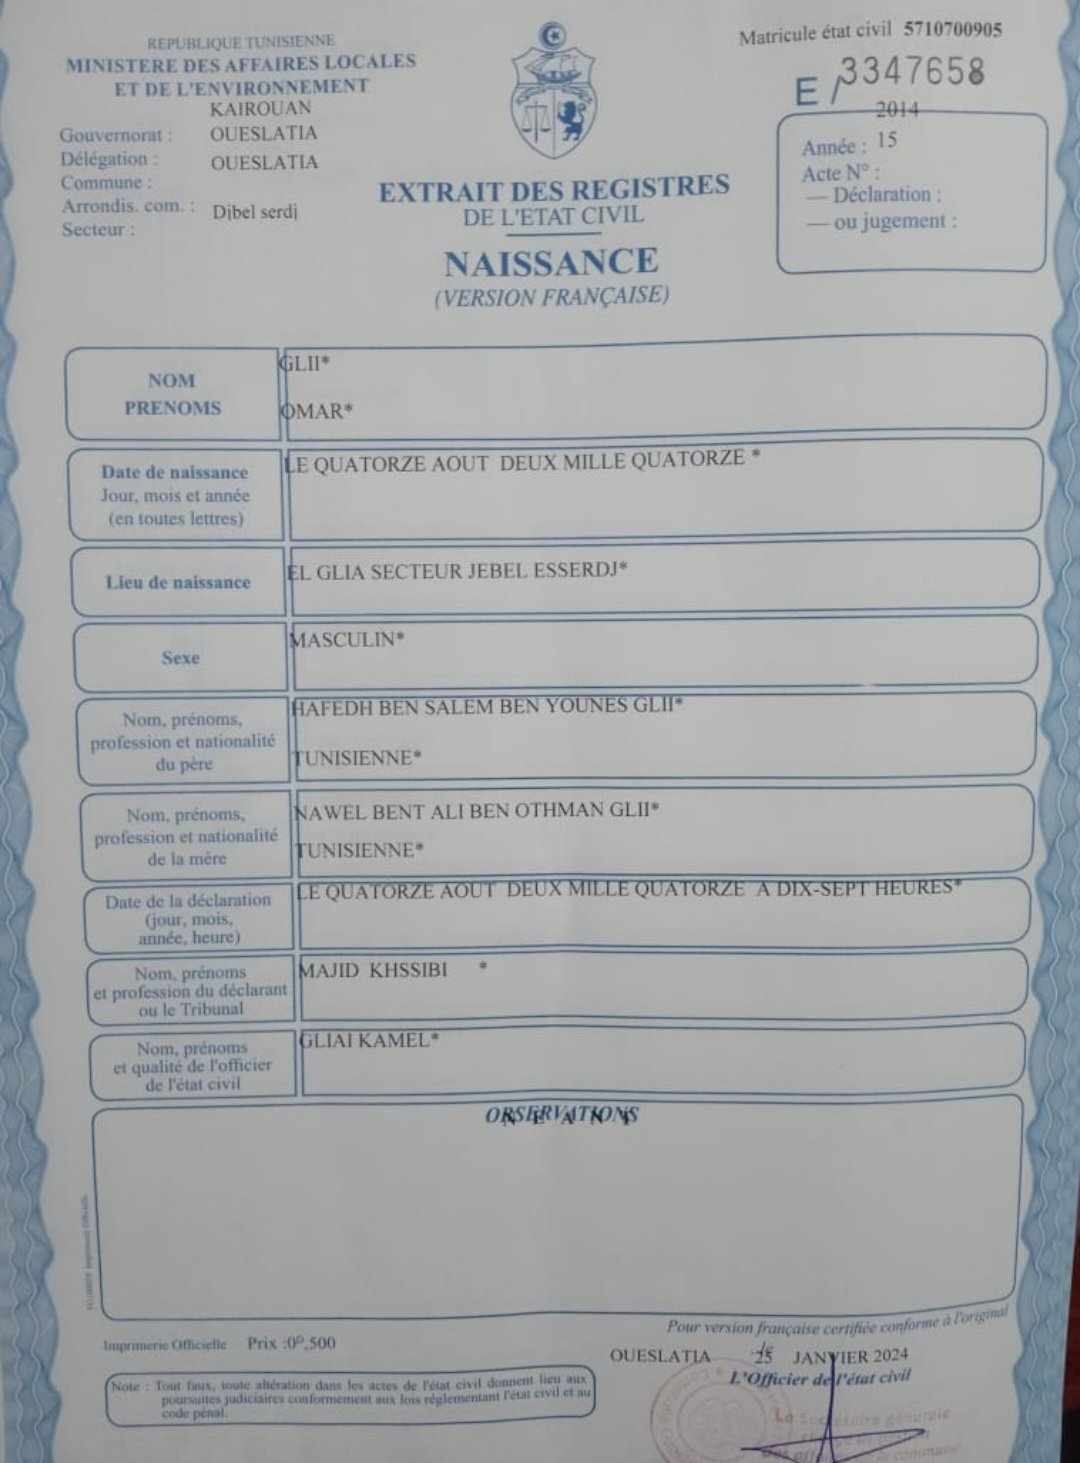 REPUBLIQUE TUNISIENNE
MINISTERE DES AFFAIRES LOCALES
ET DE L'ENVIRONNEMENT
KAIROUAN
Gouvernorat : OUESLATIA
Délégation : OUESLATIA
Commune :
Arrondis. com. : Djbel serdj
Secteur :
Matricule état civil 5710700905
E / 3347658
2014
Année : 15
Acte N° :
— Déclaration :
— ou jugement :
EXTRAIT DES REGISTRES
DE L'ETAT CIVIL
NAISSANCE
(VERSION FRANÇAISE)
NOM
PRENOMS
GLII*
OMAR*
Date de naissance
Jour, mois et année
(en toutes lettres)
LE QUATORZE AOUT DEUX MILLE QUATORZE *
Lieu de naissance
EL GLIA SECTEUR JEBEL ESSERDJ*
Sexe
MASCULIN*
Nom, prénoms,
profession et nationalité
du père
HAFEDH BEN SALEM BEN YOUNES GLII*
TUNISIENNE*
Nom, prénoms,
profession et nationalité
de la mère
NAWEL BENT ALI BEN OTHMAN GLII*
TUNISIENNE*
Date de la déclaration
(jour, mois,
année, heure)
LE QUATORZE AOUT DEUX MILLE QUATORZE A DIX-SEPT HEURES*
Nom, prénoms
et profession du déclarant
ou le Tribunal
MAJID KHSSIBI *
Nom, prénoms
et qualité de l'officier
de l'état civil
GLIAI KAMEL*
OBSERVATIONS
N E A N T
Imprimerie Officielle Prix :0ᴰ,500
Pour version française certifiée conforme à l'original
OUESLATIA 25 JANVIER 2024
L'Officier de l'état civil
Note : Tout faux, toute altération dans les actes de l'état civil donnent lieu aux
poursuites judiciaires conformement aux lois réglementant l'état civil et au
code pénal.
La Secrétaire générale